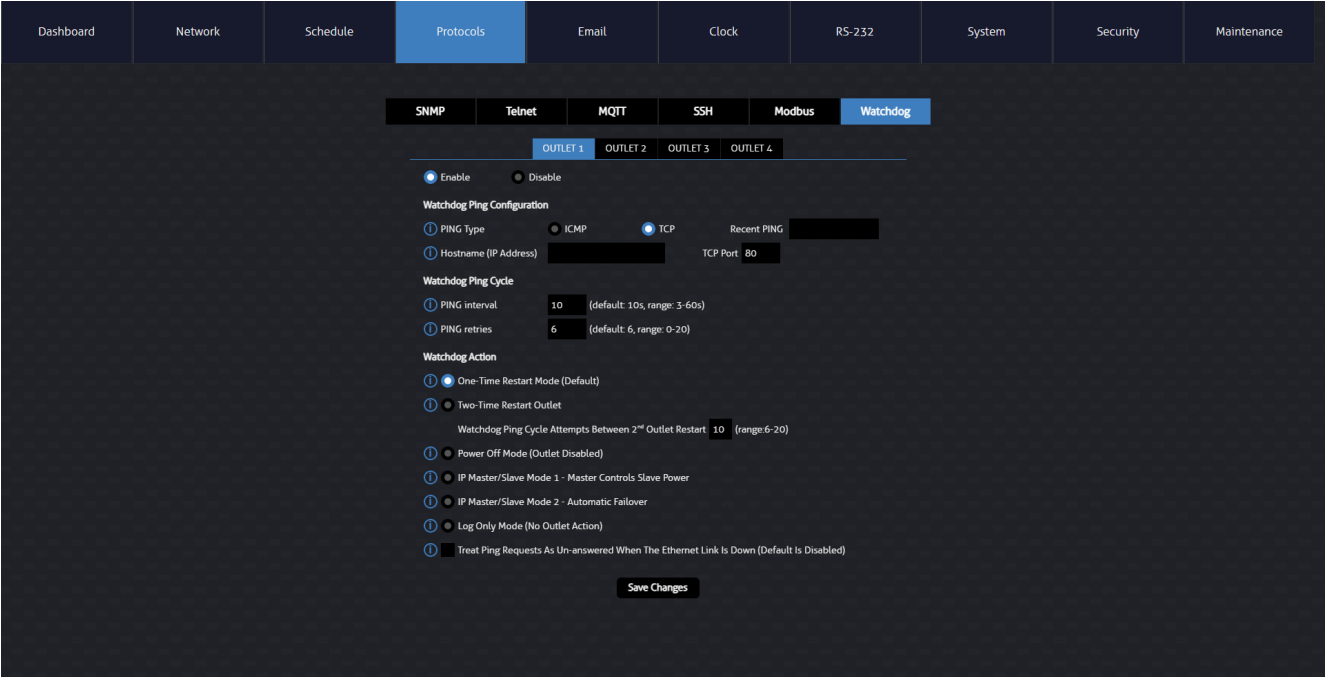 Dashboard Network Schedule Protocols Email Clock RS-232 System Security Maintenance
SNMP Telnet MQTT SSH Modbus Watchdog
OUTLET 1 OUTLET 2 OUTLET 3 OUTLET 4
Enable Disable
Watchdog Ping Configuration
PING Type ICMP TCP Recent PING
Hostname (IP Address) TCP Port 80
Watchdog Ping Cycle
PING interval 10 (default: 10s, range: 3-60s)
PING retries 6 (default: 6, range: 0-20)
Watchdog Action
One-Time Restart Mode (Default)
Two-Time Restart Outlet
Watchdog Ping Cycle Attempts Between 2nd Outlet Restart 10 (range:6-20)
Power Off Mode (Outlet Disabled)
IP Master/Slave Mode 1 - Master Controls Slave Power
IP Master/Slave Mode 2 - Automatic Failover
Log Only Mode (No Outlet Action)
Treat Ping Requests As Un-answered When The Ethernet Link Is Down (Default Is Disabled)
Save Changes